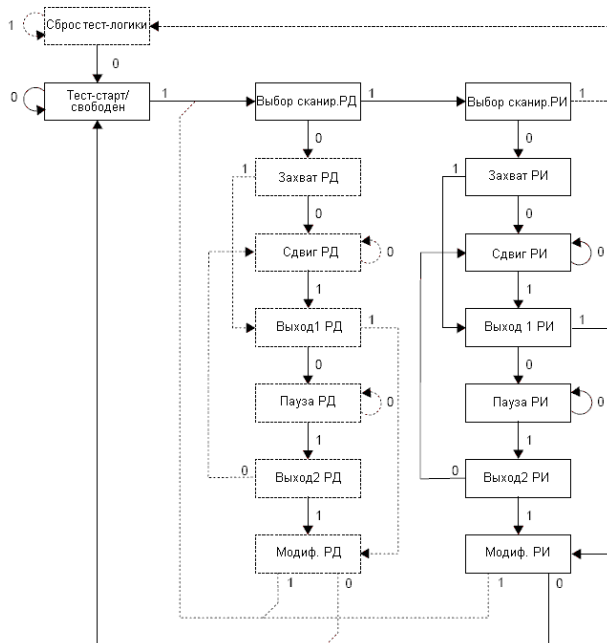 1
Сброс тест-логики
0
0
Тест-старт/
свободен
1
Выбор сканир.РД
1
Выбор сканир.РИ
1
0
0
1
Захват РД
1
Захват РИ
0
0
Сдвиг РД
0
Сдвиг РИ
0
1
1
Выход1 РД
1
Выход 1 РИ
1
0
0
Пауза РД
0
Пауза РИ
0
1
1
0
Выход2 РД
0
Выход2 РИ
1
1
Модиф. РД
Модиф. РИ
1
0
1
0